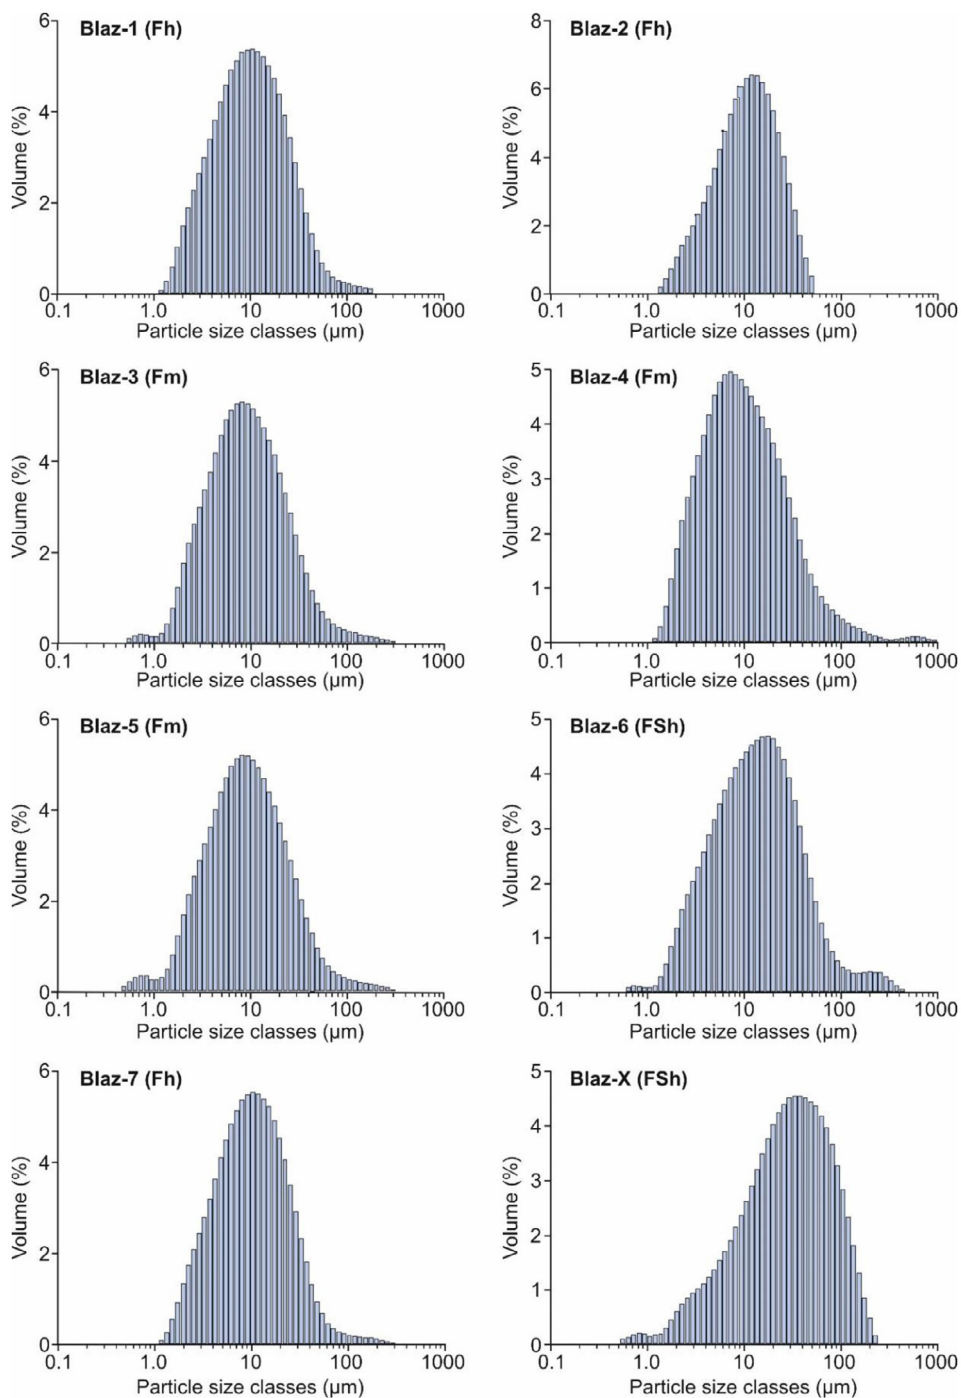 Blaz-1 (Fh)
6
4
2
0
Volume (%)
0.1 1.0 10 100 1000
Particle size classes (µm)
Blaz-2 (Fh)
8
6
4
2
0
Volume (%)
0.1 1.0 10 100 1000
Particle size classes (µm)
Blaz-3 (Fm)
6
4
2
0
Volume (%)
0.1 1.0 10 100 1000
Particle size classes (µm)
Blaz-4 (Fm)
5
4
3
2
1
0
Volume (%)
0.1 1.0 10 100 1000
Particle size classes (µm)
Blaz-5 (Fm)
6
4
2
0
Volume (%)
0.1 1.0 10 100 1000
Particle size classes (µm)
Blaz-6 (FSh)
5
4
3
2
1
0
Volume (%)
0.1 1.0 10 100 1000
Particle size classes (µm)
Blaz-7 (Fh)
6
4
2
0
Volume (%)
0.1 1.0 10 100 1000
Particle size classes (µm)
Blaz-X (FSh)
5
4
3
2
1
0
Volume (%)
0.1 1.0 10 100 1000
Particle size classes (µm)